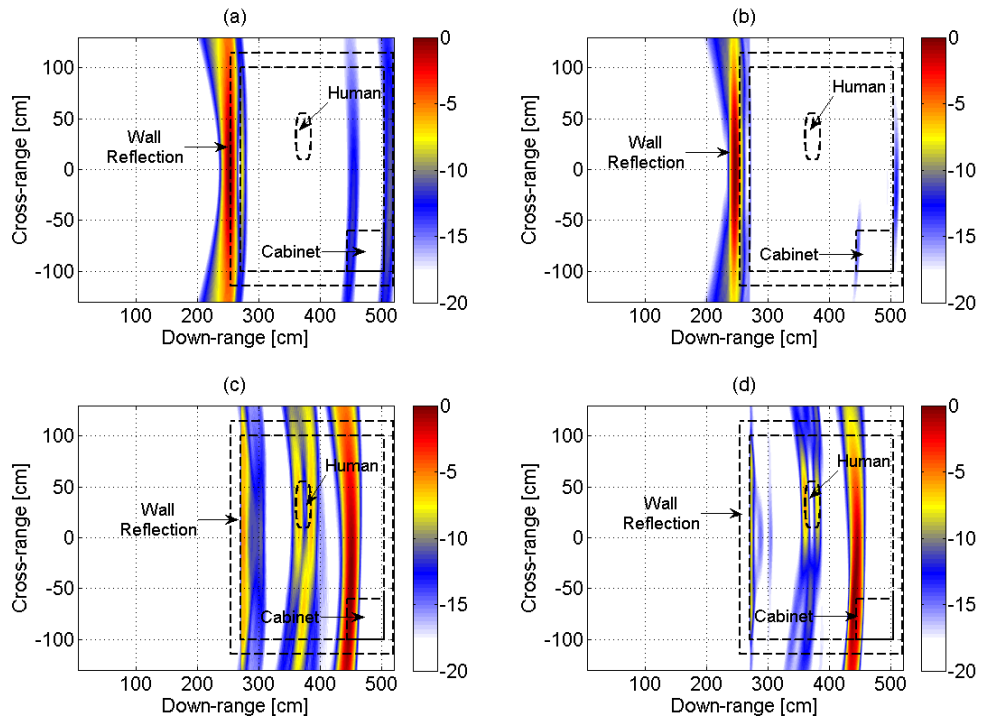 (a)
0
-5
-10
-15
-20
100
50
0
-50
-100
Cross-range [cm]
100 200 300 400 500
Down-range [cm]
Human
Wall
Reflection
Cabinet
(b)
0
-5
-10
-15
-20
100
50
0
-50
-100
Cross-range [cm]
100 200 300 400 500
Down-range [cm]
Human
Wall
Reflection
Cabinet
(c)
0
-5
-10
-15
-20
100
50
0
-50
-100
Cross-range [cm]
100 200 300 400 500
Down-range [cm]
Human
Wall
Reflection
Cabinet
(d)
0
-5
-10
-15
-20
100
50
0
-50
-100
Cross-range [cm]
100 200 300 400 500
Down-range [cm]
Human
Wall
Reflection
Cabinet